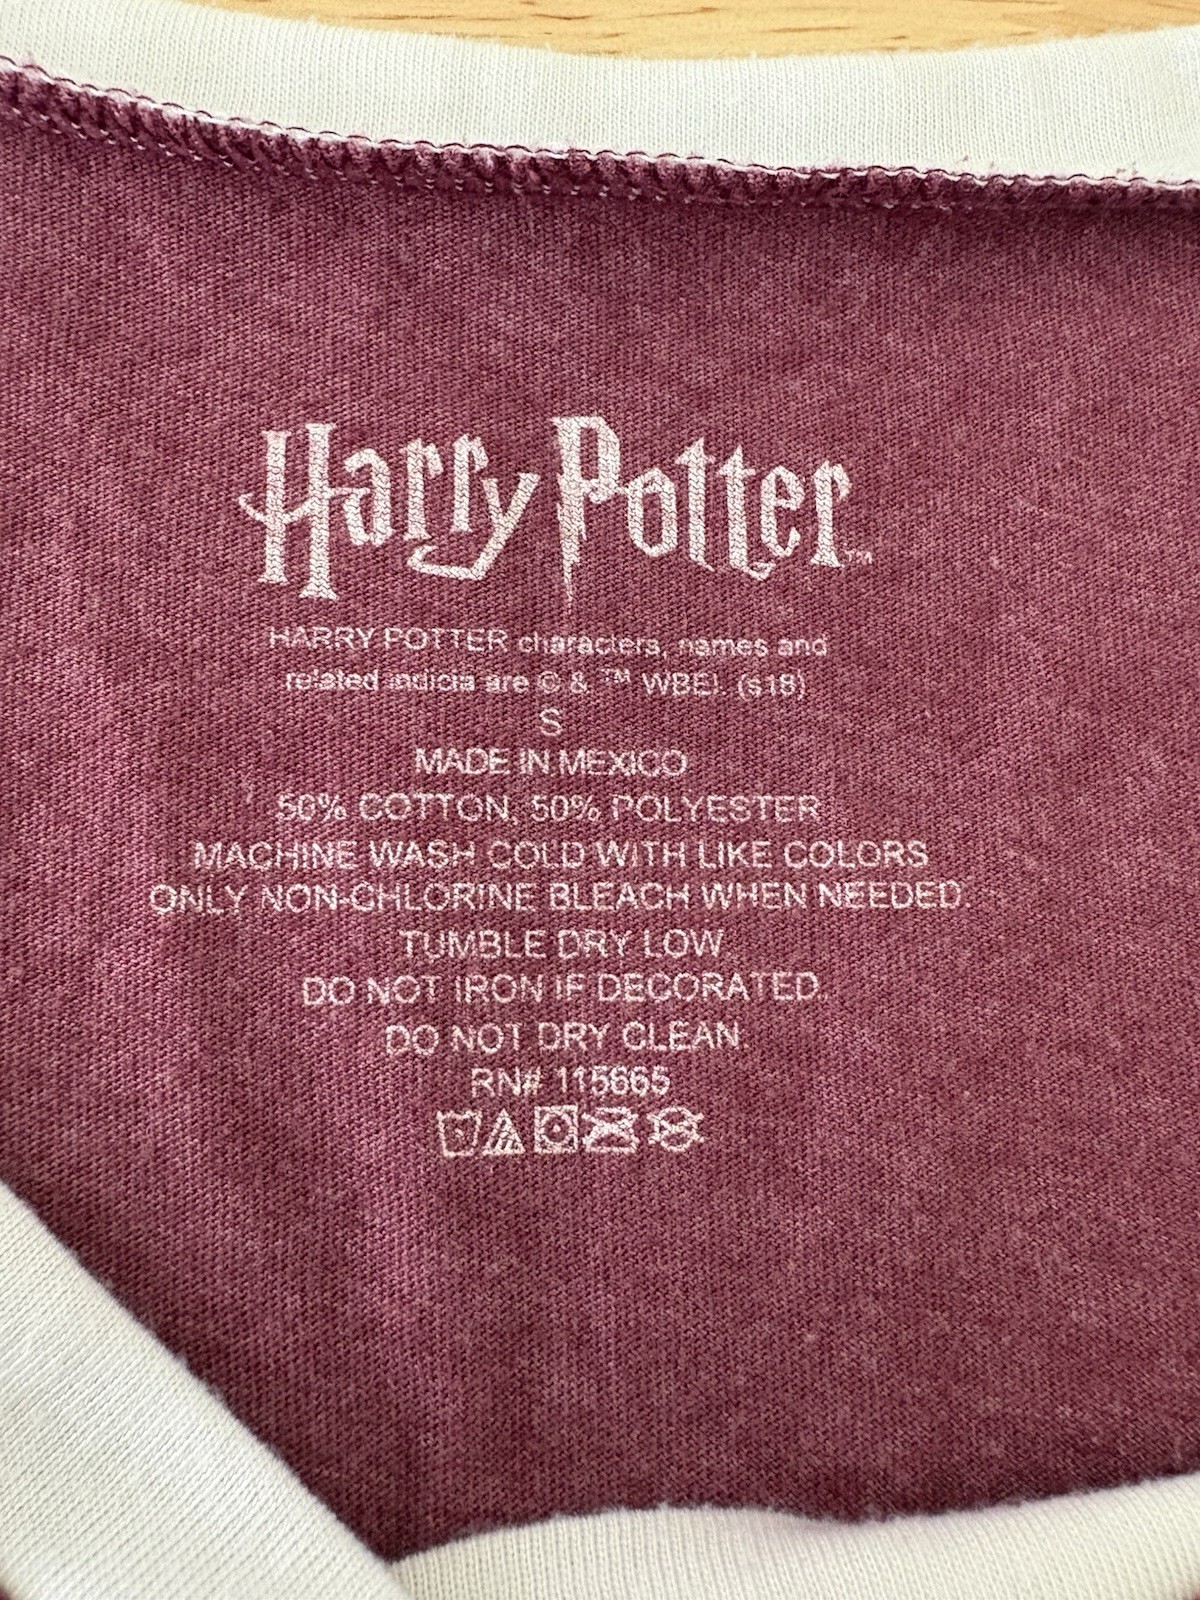 Harry Potter™
HARRY POTTER characters, names and
related indicia are © & ™ WBEI. (s18)
S
MADE IN MEXICO
50% COTTON, 50% POLYESTER
MACHINE WASH COLD WITH LIKE COLORS
ONLY NON-CHLORINE BLEACH WHEN NEEDED.
TUMBLE DRY LOW.
DO NOT IRON IF DECORATED.
DO NOT DRY CLEAN.
RN# 115665